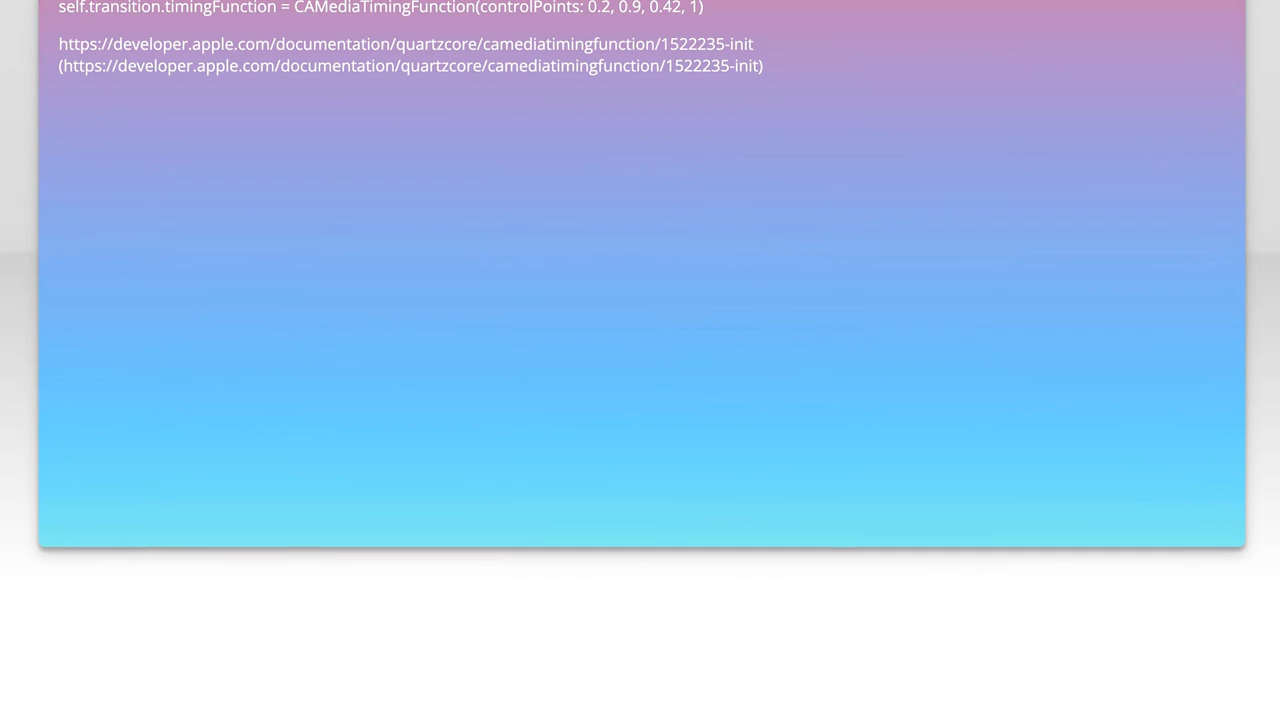 self.transition.timingFunction = CAMediaTimingFunction(controlPoints: 0.2, 0.9, 0.42, 1)
https://developer.apple.com/documentation/quartzcore/camediatimingfunction/1522235-init
(https://developer.apple.com/documentation/quartzcore/camediatimingfunction/1522235-init)